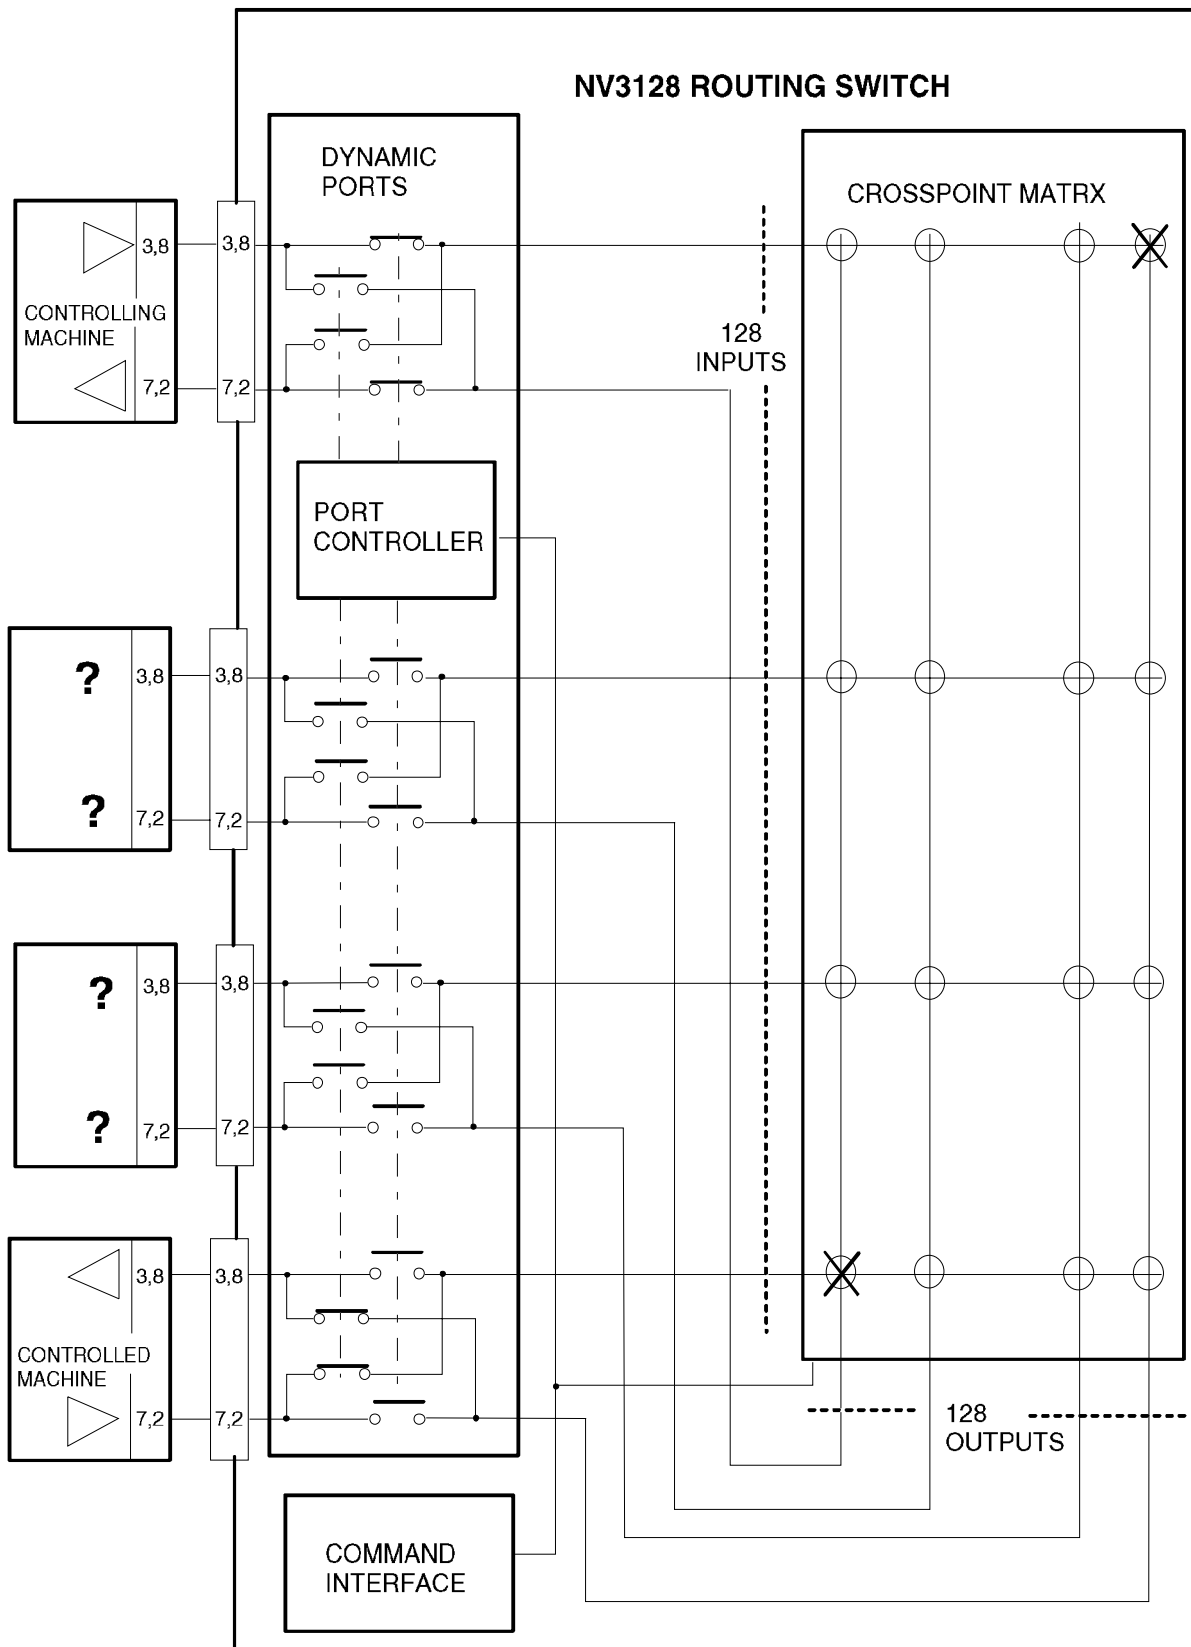 NV3128 ROUTING SWITCH
DYNAMIC
PORTS
CROSSPOINT MATRX
3,8
3,8
CONTROLLING
MACHINE
7,2
7,2
128
INPUTS
PORT
CONTROLLER
?
3,8
3,8
?
7,2
7,2
?
3,8
3,8
?
7,2
7,2
3,8
3,8
CONTROLLED
MACHINE
7,2
7,2
128
OUTPUTS
COMMAND
INTERFACE